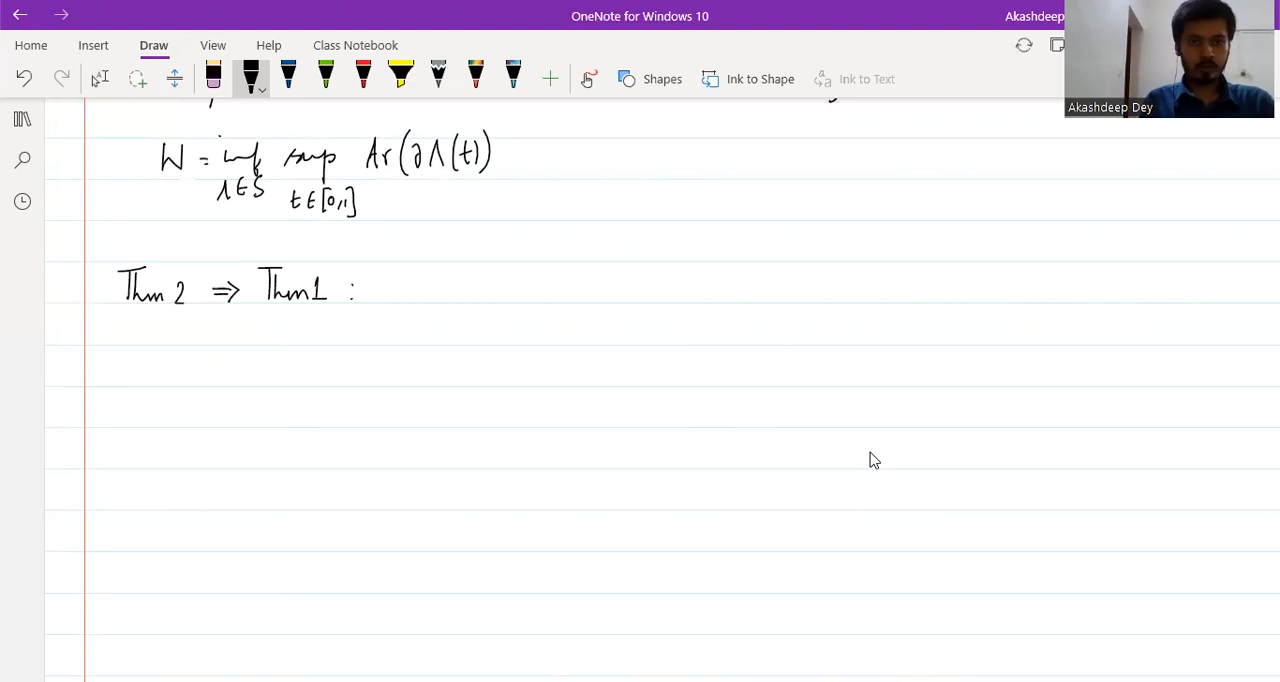 OneNote for Windows 10
Akashdeep
Home Insert Draw View Help Class Notebook
Shapes Ink to Shape Ink to Text
Akashdeep Dey
W = inf sup Ar(∂Λ(t))
Λ∈S t∈[0,1]
Thm 2 ⇒ Thm 1 :